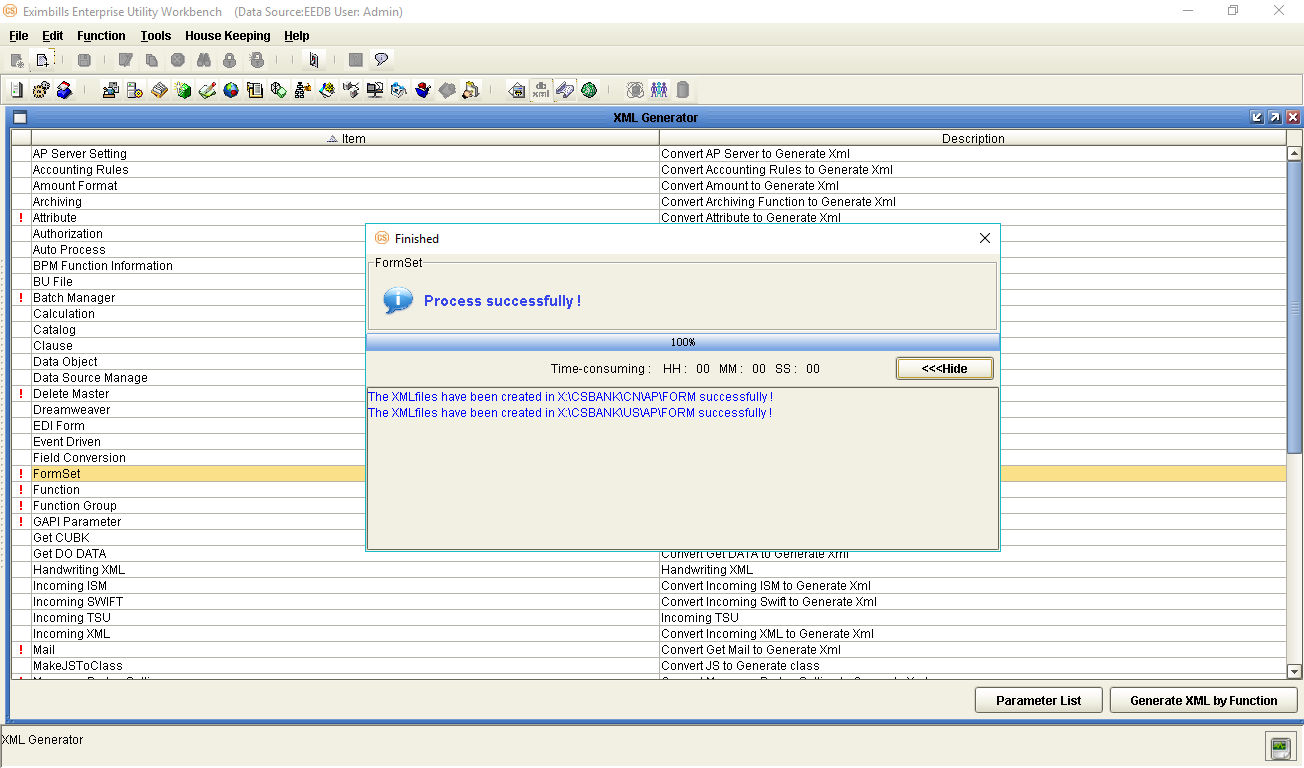 Eximbills Enterprise Utility Workbench (Data Source:EEDB User: Admin)
File Edit Function Tools House Keeping Help
XML Generator
Item Description
AP Server Setting Convert AP Server to Generate Xml
Accounting Rules Convert Accounting Rules to Generate Xml
Amount Format Convert Amount to Generate Xml
Archiving Convert Archiving Function to Generate Xml
! Attribute Convert Attribute to Generate Xml
Authorization
Auto Process
BPM Function Information
BU File
! Batch Manager
Calculation
Catalog
Clause
Data Object
Data Source Manage
! Delete Master
Dreamweaver
EDI Form
Event Driven
Field Conversion
! FormSet
! Function
! Function Group
! GAPI Parameter
Get CUBK
Get DO DATA Convert Get DATA to Generate Xml
Handwriting XML Handwriting XML
Incoming ISM Convert Incoming ISM to Generate Xml
Incoming SWIFT Convert Incoming Swift to Generate Xml
Incoming TSU Incoming TSU
Incoming XML Convert Incoming XML to Generate Xml
! Mail Convert Get Mail to Generate Xml
MakeJSToClass Convert JS to Generate class
CS Finished
FormSet
Process successfully !
100%
Time-consuming : HH : 00 MM : 00 SS : 00
<<<Hide
The XMLfiles have been created in X:\CSBANK\CN\AP\FORM successfully !
The XMLfiles have been created in X:\CSBANK\US\AP\FORM successfully !
Parameter List Generate XML by Function
XML Generator